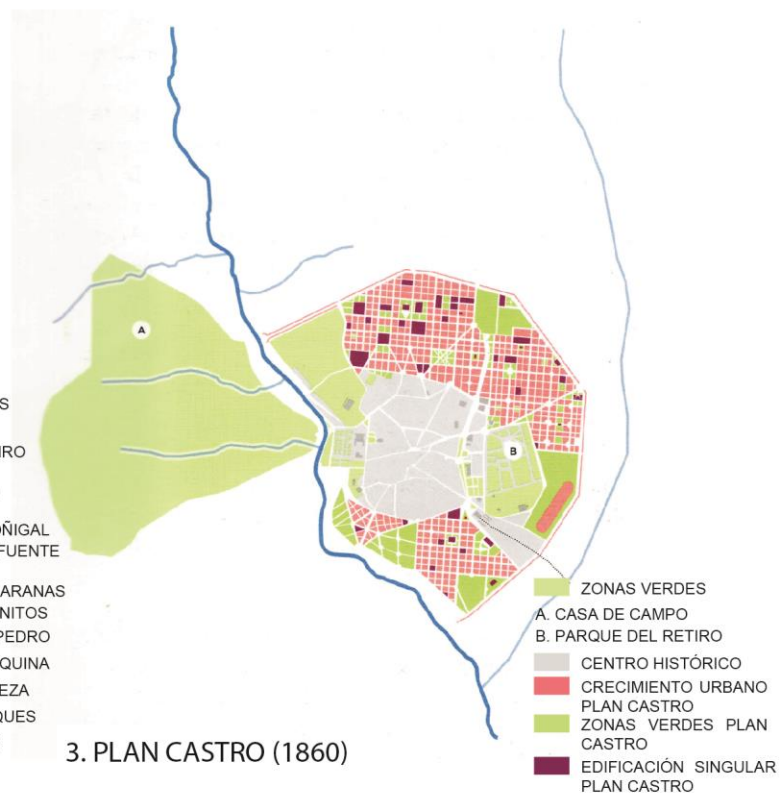 A
B
S
IRO
OÑIGAL
FUENTE
ARANAS
NITOS
PEDRO
QUINA
EZA
QUES
ZONAS VERDES
A. CASA DE CAMPO
B. PARQUE DEL RETIRO
CENTRO HISTÓRICO
CRECIMIENTO URBANO
PLAN CASTRO
ZONAS VERDES PLAN
CASTRO
EDIFICACIÓN SINGULAR
PLAN CASTRO
3. PLAN CASTRO (1860)